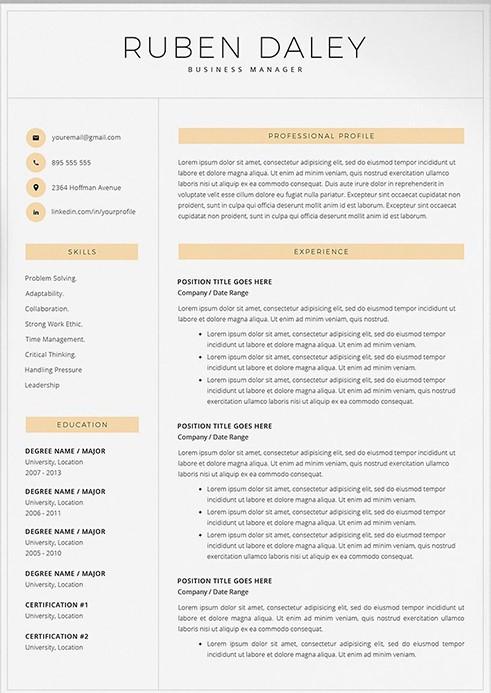 RUBEN DALEY
BUSINESS MANAGER
youremail@gmail.com
895 555 555
2364 Hoffman Avenue
linkedin.com/in/yourprofile
SKILLS
Problem Solving.
Adaptability.
Collaboration.
Strong Work Ethic.
Time Management.
Critical Thinking.
Handling Pressure
Leadership
EDUCATION
DEGREE NAME / MAJOR
University, Location
2007 - 2013
DEGREE NAME / MAJOR
University, Location
2006 - 2011
DEGREE NAME / MAJOR
University, Location
2005 - 2010
DEGREE NAME / MAJOR
University, Location
CERTIFICATION #1
University, Location
CERTIFICATION #2
University, Location
PROFESSIONAL PROFILE
Lorem ipsum dolor sit amet, consectetur adipiscing elit, sed do eiusmod tempor
incididunt ut labore et dolore magna aliqua. Ut enim ad minim veniam, quis nostrud
laboris nisi ut aliquip ex ea commodo consequat. Duis aute irure dolor in reprehenderit in
voluptate velit esse cillum dolore eu fugiat nulla pariatur. Excepteur sint occaecat cupidatat non
proident, sunt in culpa qui officia deserunt mollit anim id est laborum. sint occaecat cupidatat non
proident, sunt in culpa qui officia deserunt mollit anim id est laborum.
EXPERIENCE
POSITION TITLE GOES HERE
Company / Date Range
Lorem ipsum dolor sit amet, consectetur adipiscing elit, sed do eiusmod tempor incididunt ut labore
et dolore magna aliqua. Ut enim ad minim veniam, quis nostrud.
• Lorem ipsum dolor sit amet, consectetur adipiscing elit, sed do eiusmod tempor
incididunt ut labore et dolore magna aliqua. Ut enim ad minim veniam.
• Lorem ipsum dolor sit amet, consectetur adipiscing elit, sed do eiusmod tempor
incididunt ut labore et dolore magna aliqua. Ut enim ad minim veniam.
• Lorem ipsum dolor sit amet, consectetur adipiscing elit, sed do eiusmod tempor
incididunt ut labore et dolore magna aliqua. Ut enim ad minim veniam, quis nostrud
exercitation ullamco laboris nisi ut aliquip ex ea commodo consequat.
POSITION TITLE GOES HERE
Company / Date Range
Lorem ipsum dolor sit amet, consectetur adipiscing elit, sed do eiusmod tempor
incididunt ut labore et dolore magna aliqua. Ut enim ad minim veniam, quis nostrud
exercitation ullamco laboris nisi ut aliquip ex ea commodo consequat.
• Lorem ipsum dolor sit amet, consectetur adipiscing elit, sed do eiusmod tempor
incididunt ut labore et dolore magna aliqua. Ut enim ad minim veniam.
• Lorem ipsum dolor sit amet, consectetur adipiscing elit, sed do eiusmod tempor
incididunt ut labore et dolore magna aliqua. Ut enim ad minim veniam.
• Lorem ipsum dolor sit amet, consectetur adipiscing elit, sed do eiusmod tempor
incididunt ut labore et dolore magna aliqua. Ut enim ad minim veniam, quis nostrud
exercitation ullamco laboris nisi ut aliquip ex ea commodo consequat.
POSITION TITLE GOES HERE
Company / Date Range
Lorem ipsum dolor sit amet, consectetur adipiscing elit, sed do eiusmod tempor
incididunt ut labore et dolore magna aliqua. Ut enim ad minim veniam, quis nostrud
exercitation ullamco laboris nisi ut aliquip ex ea commodo consequat.
• Lorem ipsum dolor sit amet, consectetur adipiscing elit, sed do eiusmod tempor
incididunt ut labore et dolore magna aliqua. Ut enim ad minim veniam.